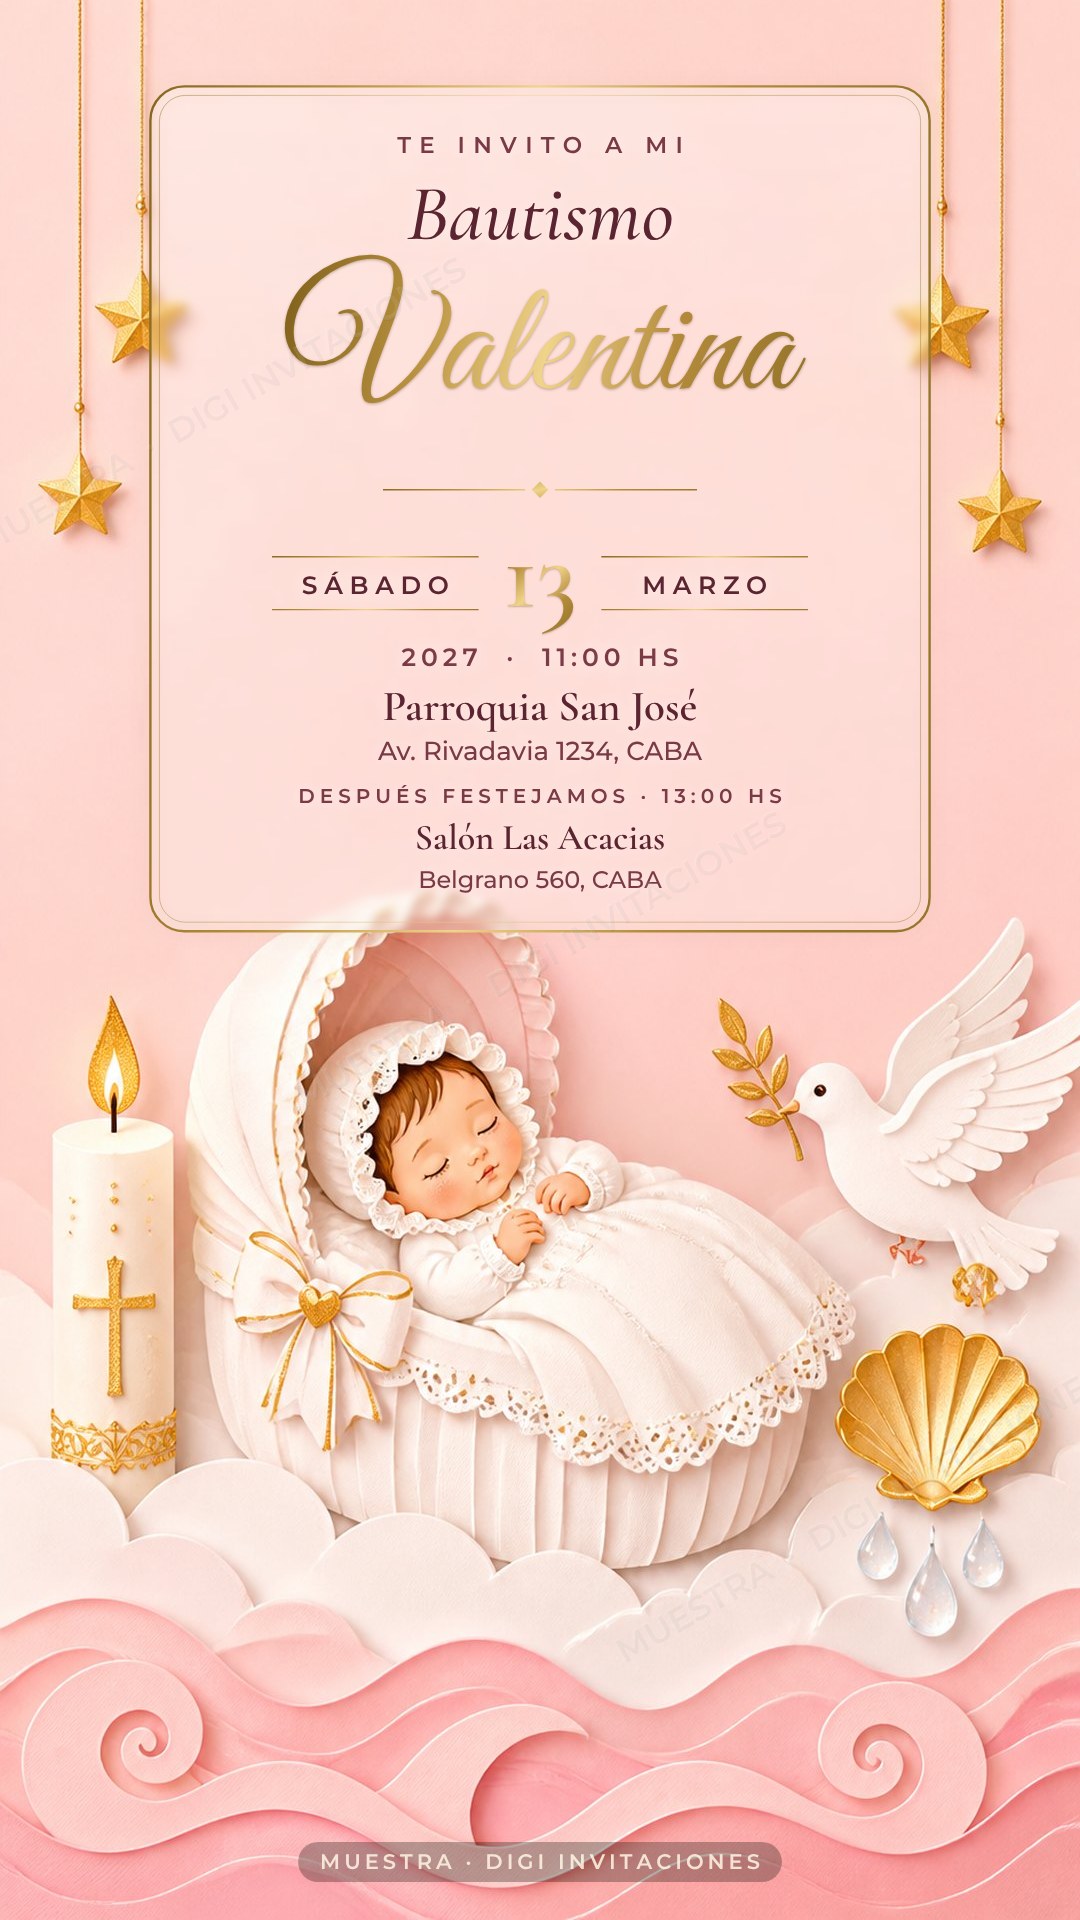 TE INVITO A MI
Bautismo
Valentina
SÁBADO 13 MARZO
2027 · 11:00 HS
Parroquia San José
Av. Rivadavia 1234, CABA
DESPUÉS FESTEJAMOS · 13:00 HS
Salón Las Acacias
Belgrano 560, CABA
MUESTRA · DIGI INVITACIONES